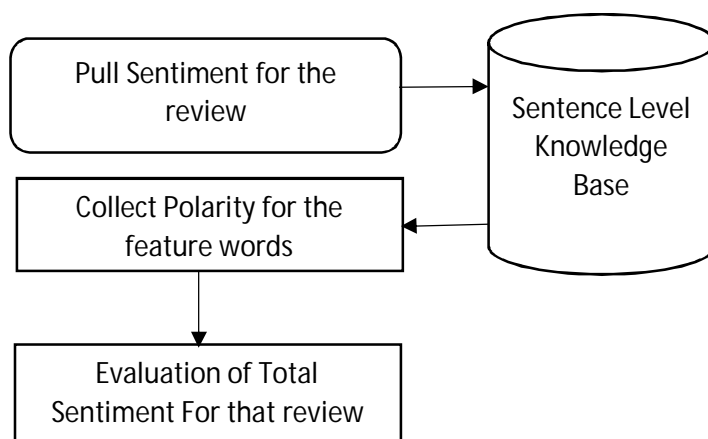 Pull Sentiment for the
review
Sentence Level
Knowledge
Base
Collect Polarity for the
feature words
Evaluation of Total
Sentiment For that review